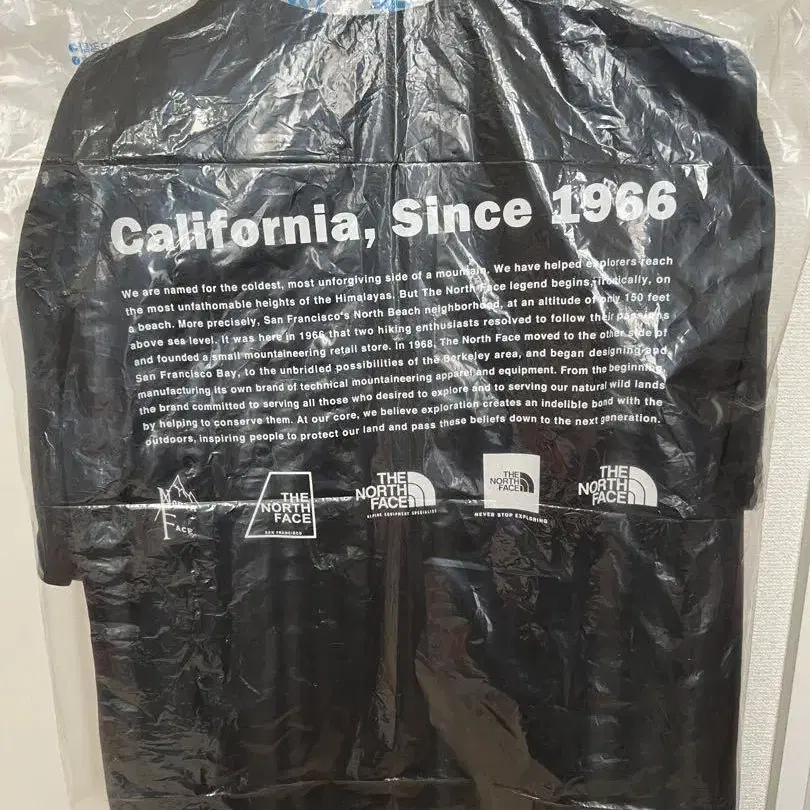 California, Since 1966
We are named for the coldest, most unforgiving side of a mountain. We have helped explorers reach
the most unfathomable heights of the Himalayas. But The North Face legend begins, ironically, on
a beach. More precisely, San Francisco's North Beach neighborhood, at an altitude of only 150 feet
above sea level. It was here in 1966 that two hiking enthusiasts resolved to follow their passions
and founded a small mountaineering retail store. In 1968, The North Face moved to the other side of
San Francisco Bay, to the unbridled possibilities of the Berkeley area, and began designing and
manufacturing its own brand of technical mountaineering apparel and equipment. From the beginning,
the brand committed to serving all those who desired to explore and to serving our natural wild lands
by helping to conserve them. At our core, we believe exploration creates an indelible bond with the
outdoors, inspiring people to protect our land and pass these beliefs down to the next generation.
North
Face
THE
NORTH
FACE
SAN FRANCISCO
THE
NORTH
FACE
ALPINE EQUIPMENT SPECIALIST
THE
NORTH
FACE
NEVER STOP EXPLORING
THE
NORTH
FACE